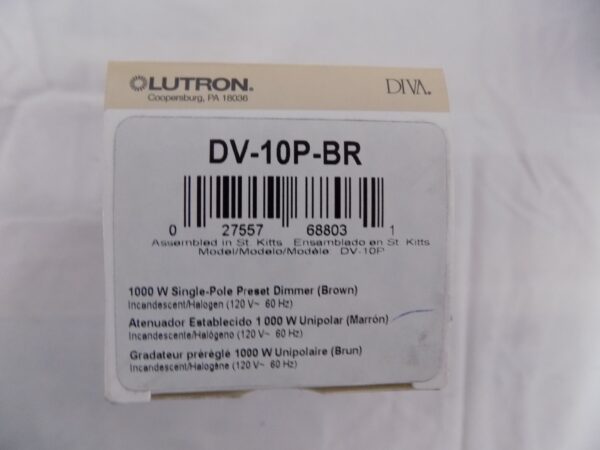 LUTRON. DIVA.
Coopersburg, PA 18036
DV-10P-BR
0 27557 68803 1
Assembled in St. Kitts Ensamblado en St. Kitts
Model/Modelo/Modèle: DV-10P
1000 W Single-Pole Preset Dimmer (Brown)
Incandescent/Halogen (120 V~ 60 Hz)
Atenuador Establecido 1 000 W Unipolar (Marrón)
Incandescente/Halógeno (120 V~ 60 Hz)
Gradateur préréglé 1000 W Unipolaire (Brun)
Incandescent/Halogène (120 V~ 60 Hz)